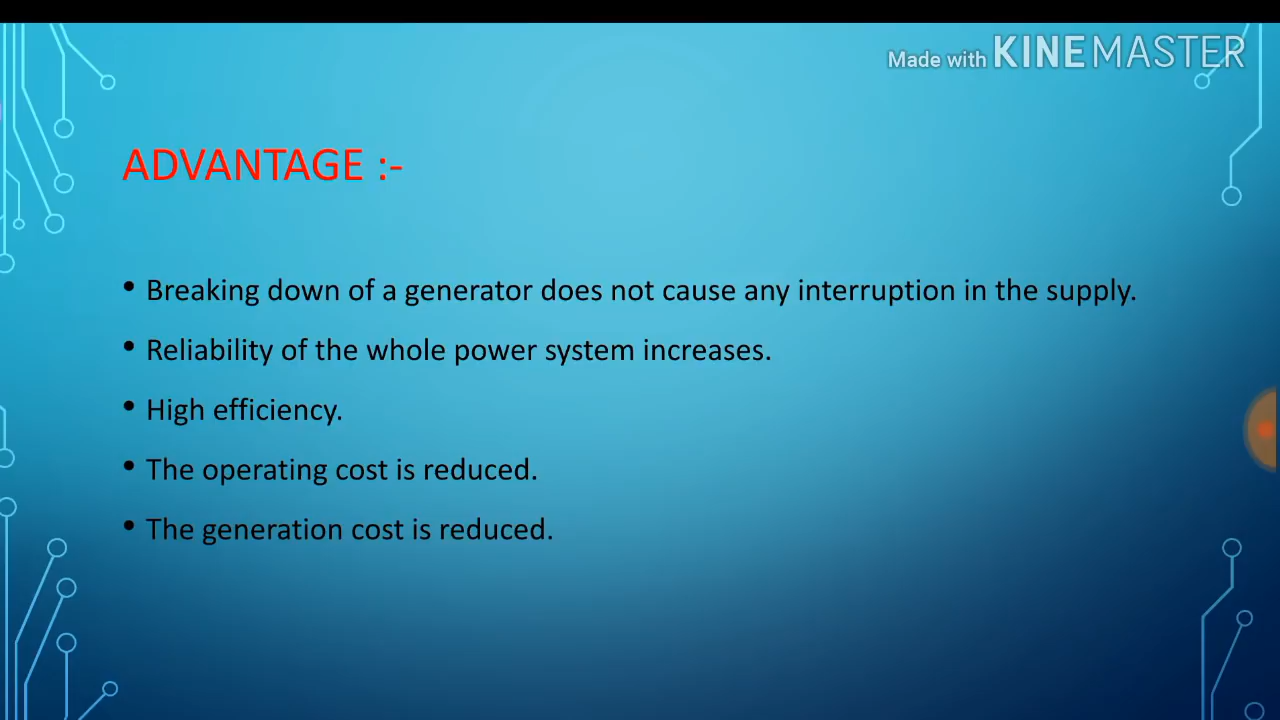 Made with KINEMASTER
ADVANTAGE :-
• Breaking down of a generator does not cause any interruption in the supply.
• Reliability of the whole power system increases.
• High efficiency.
• The operating cost is reduced.
• The generation cost is reduced.